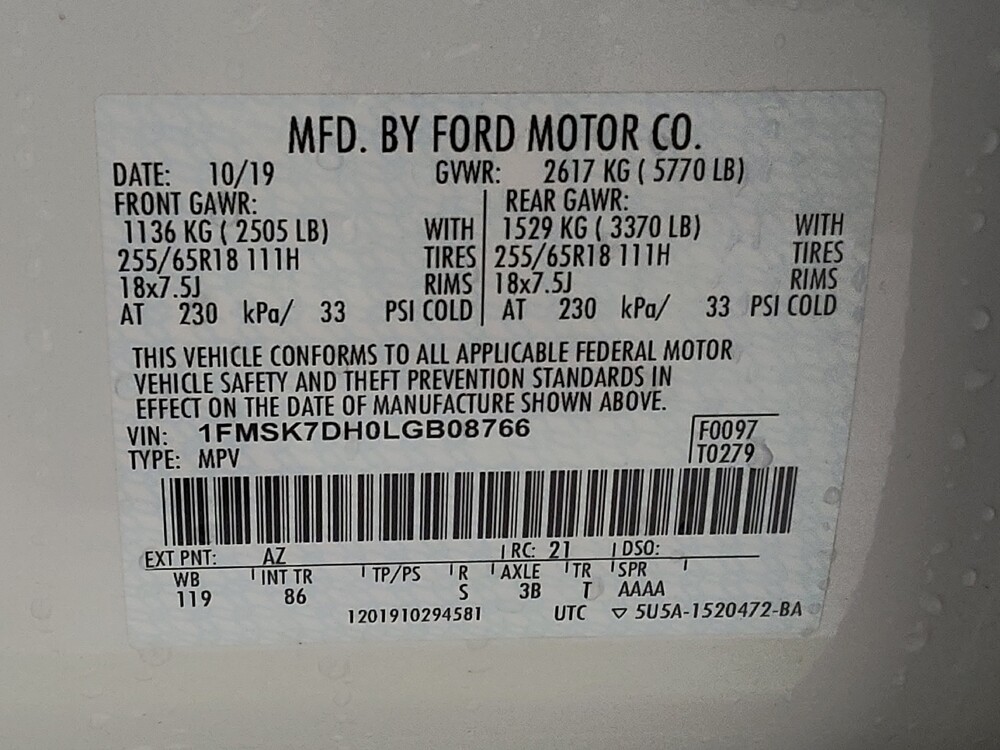 MFD. BY FORD MOTOR CO.
DATE: 10/19 GVWR: 2617 KG ( 5770 LB)
FRONT GAWR: REAR GAWR:
1136 KG ( 2505 LB) WITH 1529 KG ( 3370 LB) WITH
255/65R18 111H TIRES 255/65R18 111H TIRES
18x7.5J RIMS 18x7.5J RIMS
AT 230 kPa/ 33 PSI COLD AT 230 kPa/ 33 PSI COLD
THIS VEHICLE CONFORMS TO ALL APPLICABLE FEDERAL MOTOR
VEHICLE SAFETY AND THEFT PREVENTION STANDARDS IN
EFFECT ON THE DATE OF MANUFACTURE SHOWN ABOVE.
VIN: 1FMSK7DH0LGB08766 F0097
TYPE: MPV T0279
EXT PNT: AZ RC: 21 DSO:
WB INT TR TP/PS R AXLE TR SPR
119 86 S 3B T AAAA
1201910294581 UTC ▽ 5U5A-1520472-BA